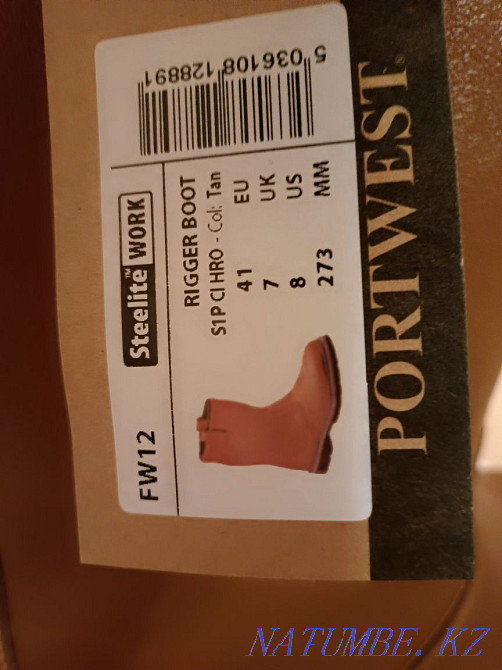 FW12
Steelite™ WORK
RIGGER BOOT
S1P CI HRO - Col: Tan
41 EU
7 UK
8 US
273 MM
5 036108 128891
PORTWEST®
NATUMBE.KZ